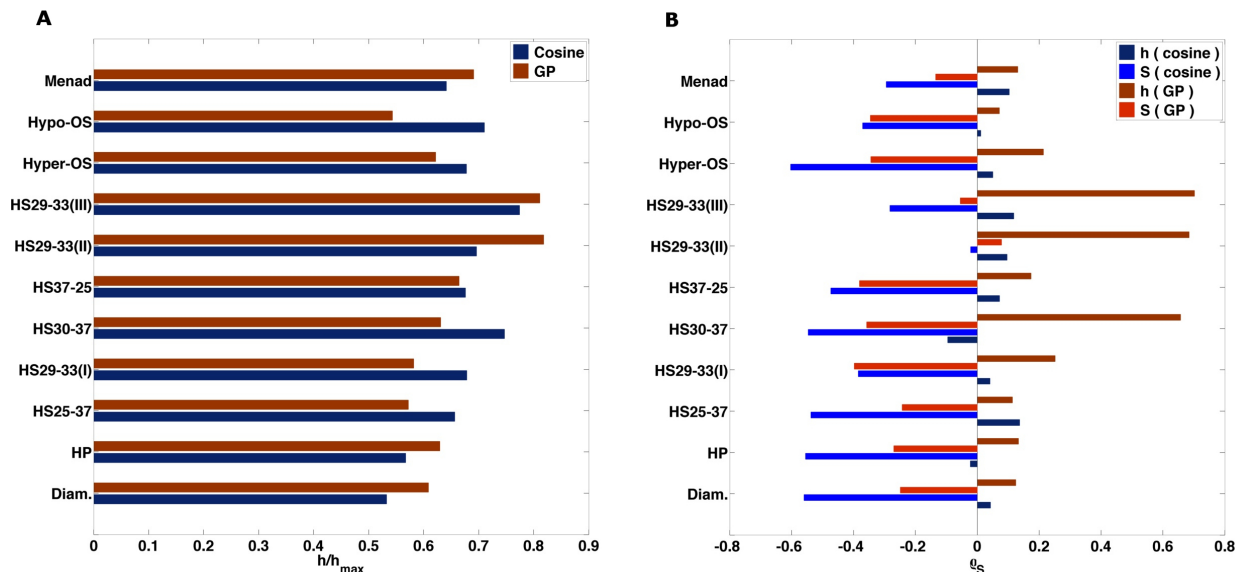 A
Cosine
GP
Menad
Hypo-OS
Hyper-OS
HS29-33(III)
HS29-33(II)
HS37-25
HS30-37
HS29-33(I)
HS25-37
HP
Diam.
0 0.1 0.2 0.3 0.4 0.5 0.6 0.7 0.8 0.9
h/hmax
B
h ( cosine )
S ( cosine )
h ( GP )
S ( GP )
Menad
Hypo-OS
Hyper-OS
HS29-33(III)
HS29-33(II)
HS37-25
HS30-37
HS29-33(I)
HS25-37
HP
Diam.
-0.8 -0.6 -0.4 -0.2 0 0.2 0.4 0.6 0.8
ϱS